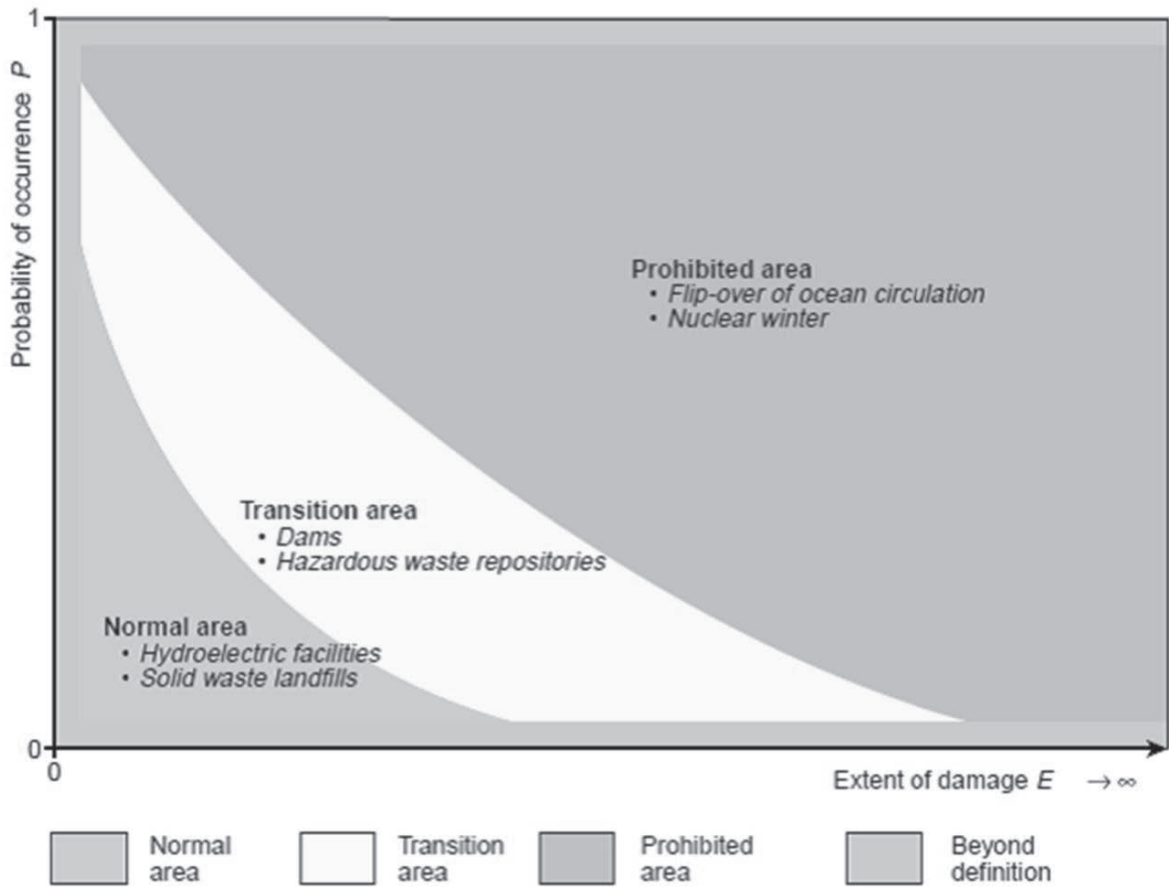 1
Probability of occurrence P
Prohibited area
• Flip-over of ocean circulation
• Nuclear winter
Transition area
• Dams
• Hazardous waste repositories
Normal area
• Hydroelectric facilities
• Solid waste landfills
0
0
Extent of damage E → ∞
Normal
area
Transition
area
Prohibited
area
Beyond
definition